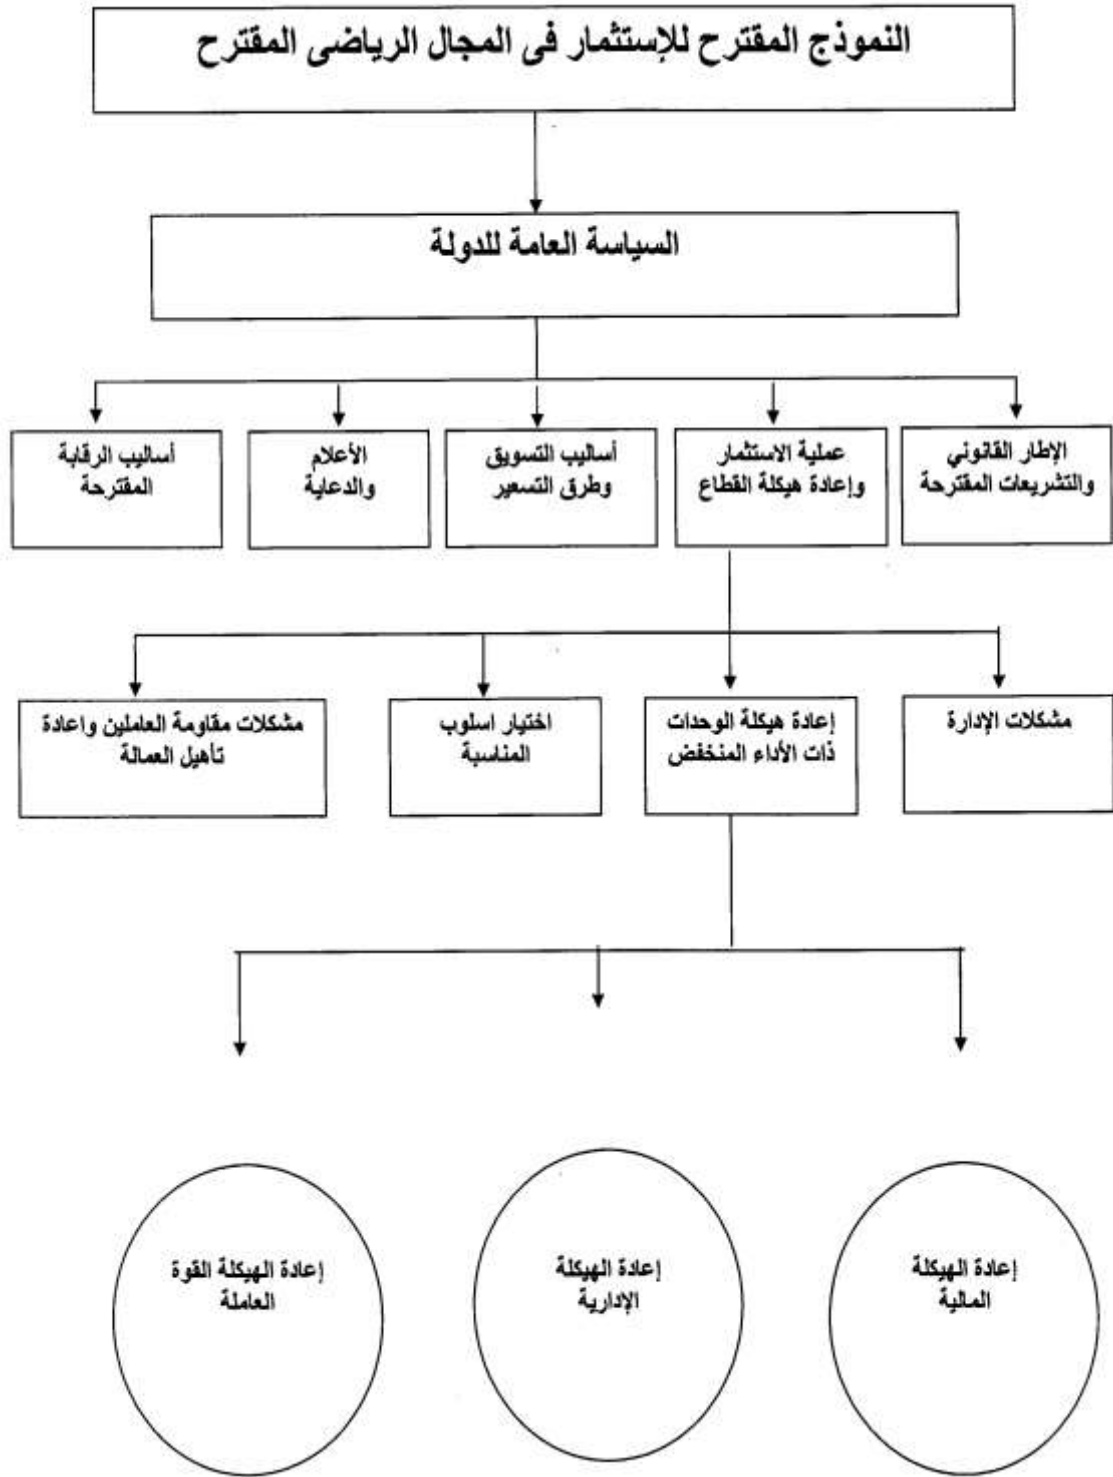 النموذج المقترح للإستثمار فى المجال الرياضى المقترح
السياسة العامة للدولة
الإطار القانوني
والتشريعات المقترحة
عملية الاستثمار
وإعادة هيكلة القطاع
أساليب التسويق
وطرق التسعير
الأعلام
والدعاية
أساليب الرقابة
المقترحة
مشكلات الإدارة
إعادة هيكلة الوحدات
ذات الأداء المنخفض
اختيار اسلوب
المناسبة
مشكلات مقاومة العاملين واعادة
تأهيل العمالة
إعادة الهيكلة
المالية
إعادة الهيكلة
الإدارية
إعادة الهيكلة القوة
العاملة